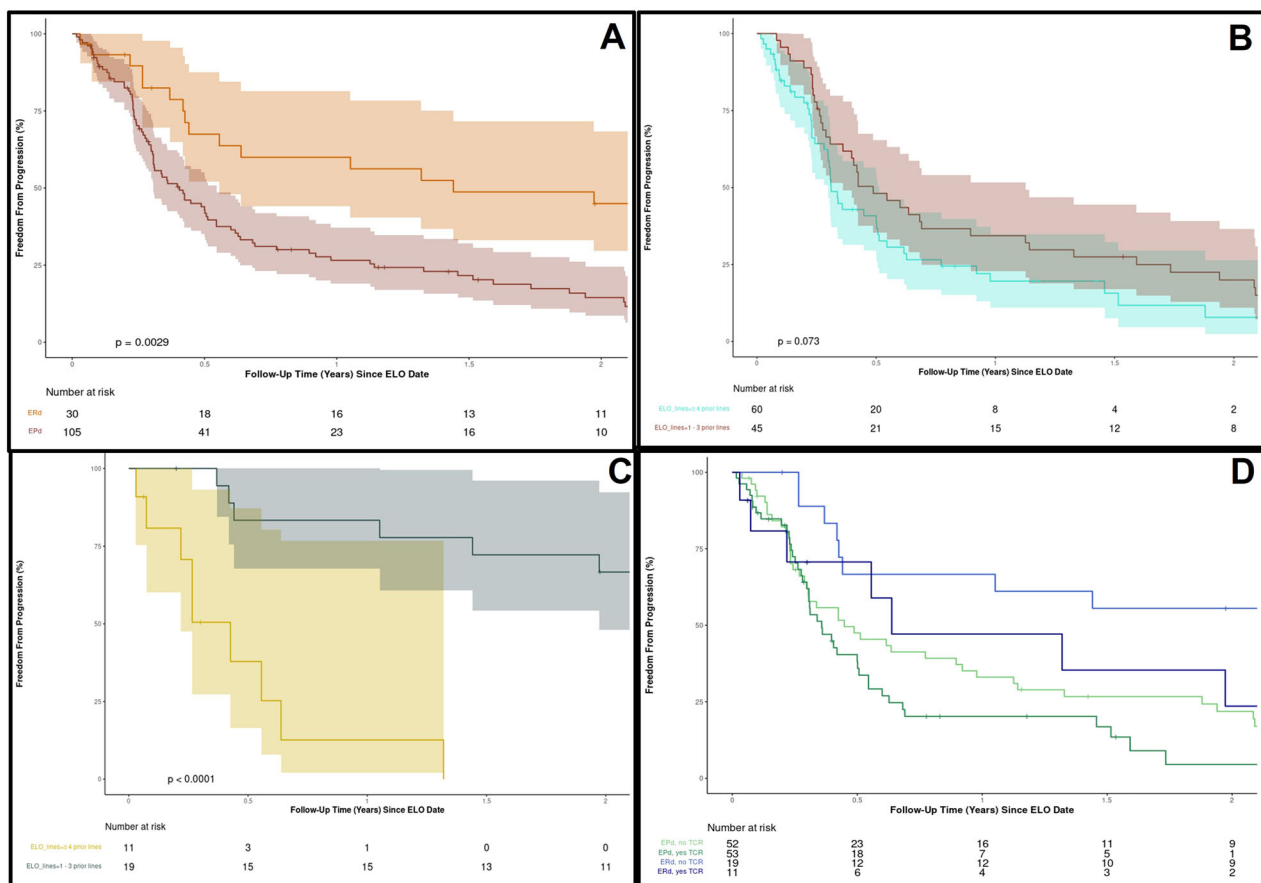 A
Freedom From Progression (%)
100
75
50
25
0
p = 0.0029
0 0.5 1 1.5 2
Follow-Up Time (Years) Since ELO Date
Number at risk
ERd 30 18 16 13 11
EPd 105 41 23 16 10
B
Freedom From Progression (%)
100
75
50
25
0
p = 0.073
0 0.5 1 1.5 2
Follow-Up Time (Years) Since ELO Date
Number at risk
ELO_lines=≥ 4 prior lines 60 20 8 4 2
ELO_lines=1 - 3 prior lines 45 21 15 12 8
C
Freedom From Progression (%)
100
75
50
25
0
p < 0.0001
0 0.5 1 1.5 2
Follow-Up Time (Years) Since ELO Date
Number at risk
ELO_lines=≥ 4 prior lines 11 3 1 0 0
ELO_lines=1 - 3 prior lines 19 15 15 13 11
D
Freedom From Progression (%)
100
75
50
25
0
0 0.5 1 1.5 2
Follow-Up Time (Years) Since ELO Date
Number at risk
EPd, no TCR 52 23 16 11 9
EPd, yes TCR 53 18 7 5 1
ERd, no TCR 19 12 12 10 9
ERd, yes TCR 11 6 4 3 2